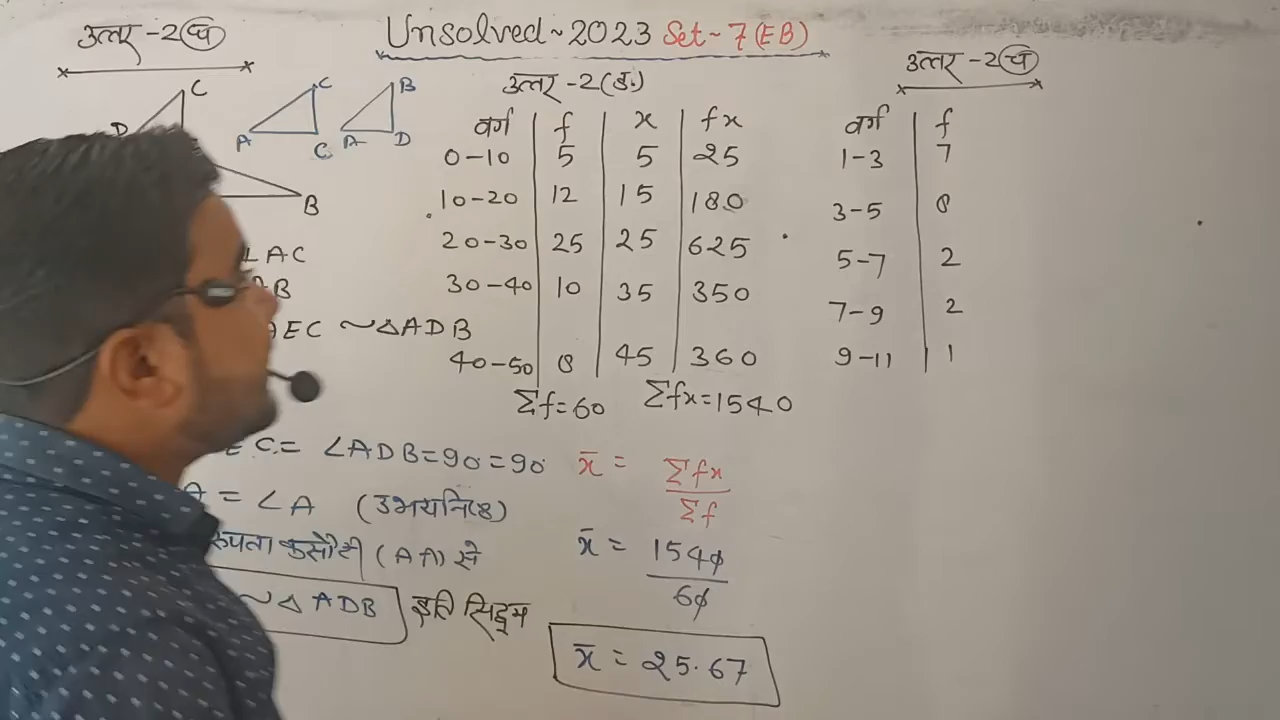 Unsolved~2023 Set~7(EB)
उत्तर-2(घ)
C
D
B
C
A
C
B
A
D
LAC
B
AEC ~△ADB
EC= ∠ADB=90=90
A = ∠A (उभयनिष्ठ)
रूपता कसौटी (AA) से
~△ADB इति सिद्धम
उत्तर-2(ड.)
वर्ग f x fx
0-10 5 5 25
10-20 12 15 180
20-30 25 25 625
30-40 10 35 350
40-50 8 45 360
Σf=60 Σfx=1540
x̄ = Σfx/Σf
x̄ = 1540/60
x̄ = 25.67
उत्तर-2(च)
वर्ग f
1-3 7
3-5 8
5-7 2
7-9 2
9-11 1